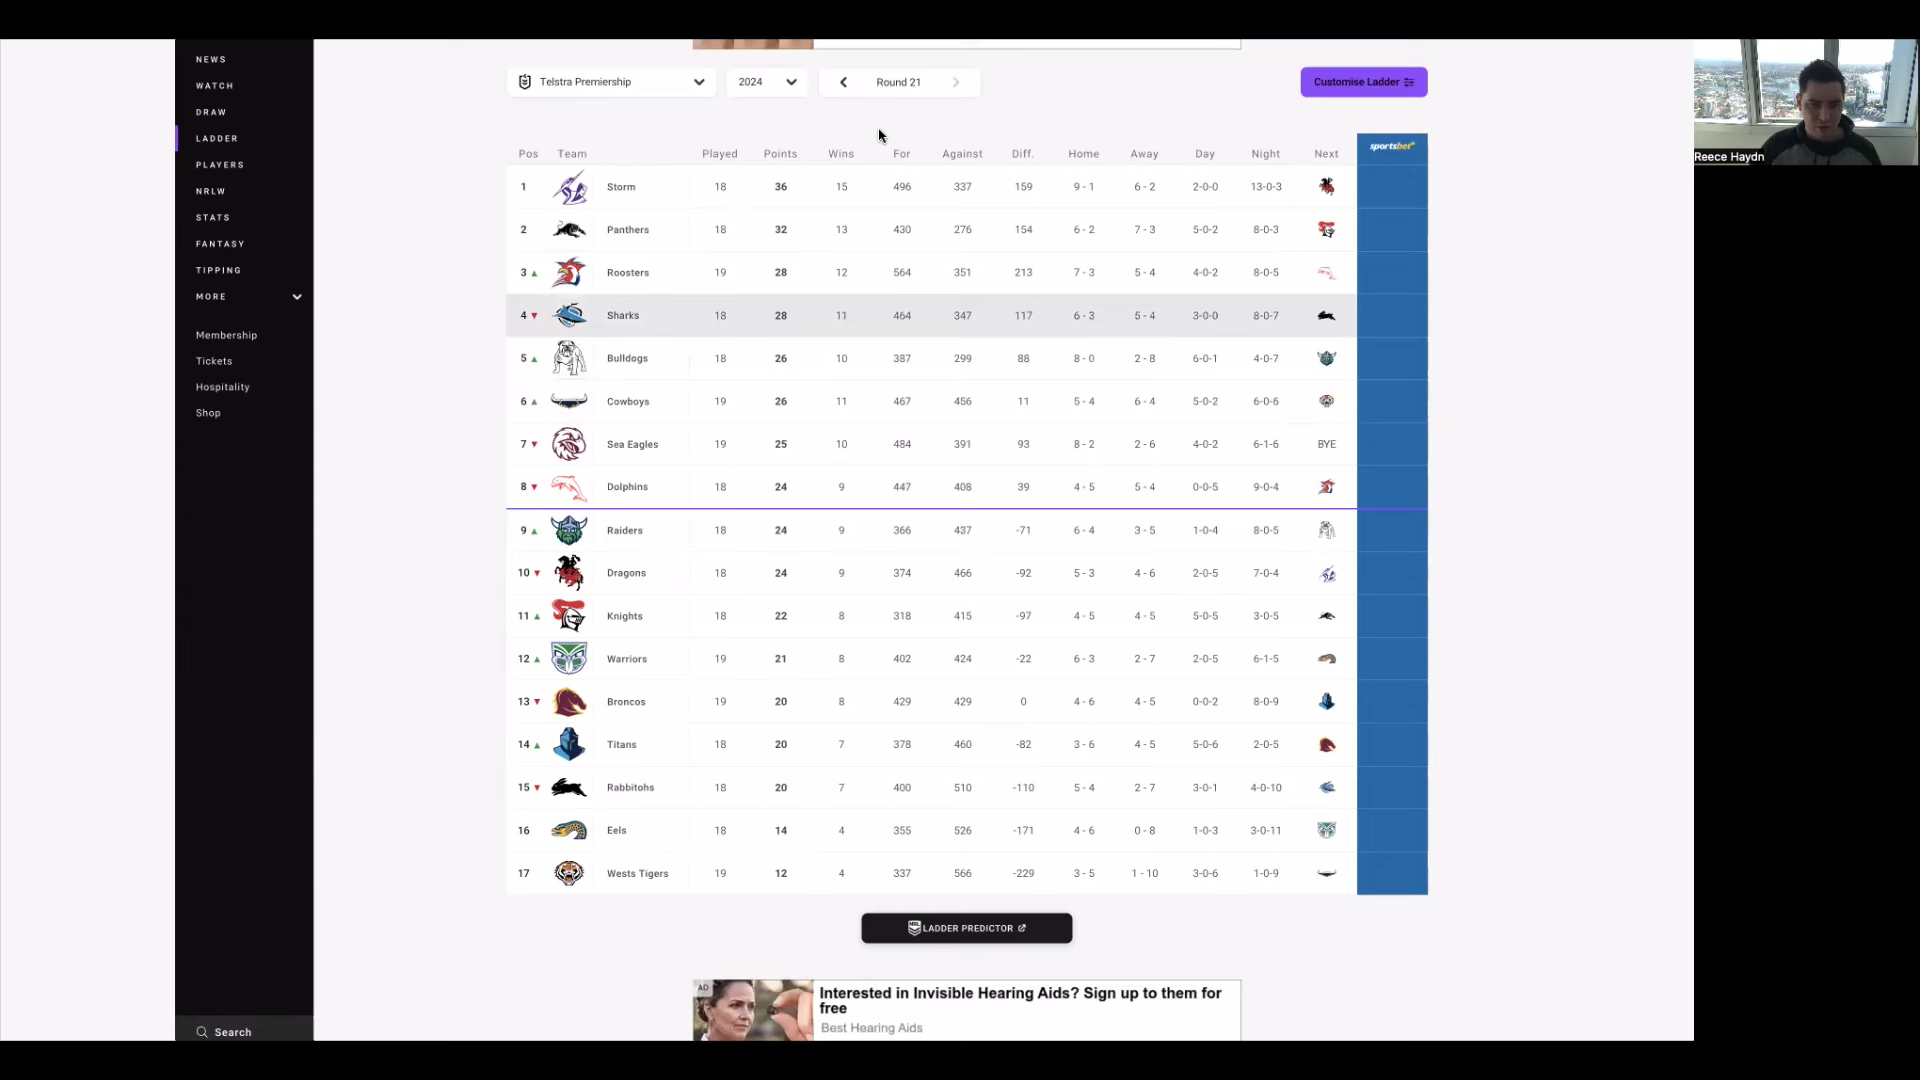 NEWS
WATCH
DRAW
LADDER
PLAYERS
NRLW
STATS
FANTASY
TIPPING
MORE
Membership
Tickets
Hospitality
Shop
Search
Telstra Premiership 2024 Round 21 Customise Ladder
Pos Team Played Points Wins For Against Diff. Home Away Day Night Next sportsbet
1 Storm 18 36 15 496 337 159 9 - 1 6 - 2 2-0-0 13-0-3
2 Panthers 18 32 13 430 276 154 6 - 2 7 - 3 5-0-2 8-0-3
3 Roosters 19 28 12 564 351 213 7 - 3 5 - 4 4-0-2 8-0-5
4 Sharks 18 28 11 464 347 117 6 - 3 5 - 4 3-0-0 8-0-7
5 Bulldogs 18 26 10 387 299 88 8 - 0 2 - 8 6-0-1 4-0-7
6 Cowboys 19 26 11 467 456 11 5 - 4 6 - 4 5-0-2 6-0-6
7 Sea Eagles 19 25 10 484 391 93 8 - 2 2 - 6 4-0-2 6-1-6 BYE
8 Dolphins 18 24 9 447 408 39 4 - 5 5 - 4 0-0-5 9-0-4
9 Raiders 18 24 9 366 437 -71 6 - 4 3 - 5 1-0-4 8-0-5
10 Dragons 18 24 9 374 466 -92 5 - 3 4 - 6 2-0-5 7-0-4
11 Knights 18 22 8 318 415 -97 4 - 5 4 - 5 5-0-5 3-0-5
12 Warriors 19 21 8 402 424 -22 6 - 3 2 - 7 2-0-5 6-1-5
13 Broncos 19 20 8 429 429 0 4 - 6 4 - 5 0-0-2 8-0-9
14 Titans 18 20 7 378 460 -82 3 - 6 4 - 5 5-0-6 2-0-5
15 Rabbitohs 18 20 7 400 510 -110 5 - 4 2 - 7 3-0-1 4-0-10
16 Eels 18 14 4 355 526 -171 4 - 6 0 - 8 1-0-3 3-0-11
17 Wests Tigers 19 12 4 337 566 -229 3 - 5 1 - 10 3-0-6 1-0-9
LADDER PREDICTOR
AD
Interested in Invisible Hearing Aids? Sign up to them for
free
Best Hearing Aids
Reece Haydn